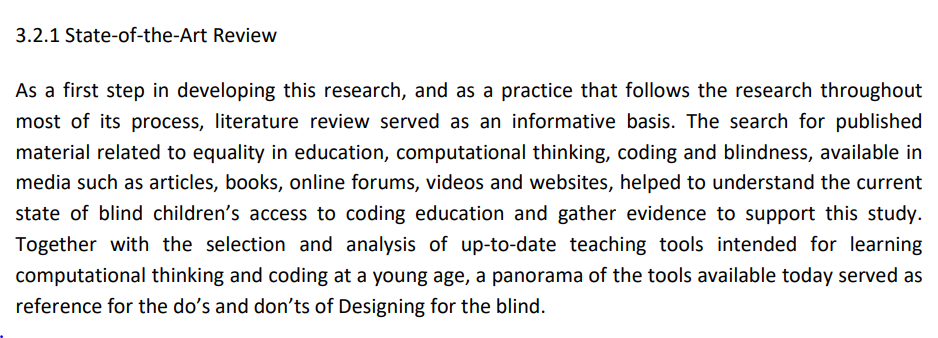 3.2.1 State-of-the-Art Review
As a first step in developing this research, and as a practice that follows the research throughout
most of its process, literature review served as an informative basis. The search for published
material related to equality in education, computational thinking, coding and blindness, available in
media such as articles, books, online forums, videos and websites, helped to understand the current
state of blind children’s access to coding education and gather evidence to support this study.
Together with the selection and analysis of up-to-date teaching tools intended for learning
computational thinking and coding at a young age, a panorama of the tools available today served as
reference for the do’s and don’ts of Designing for the blind.